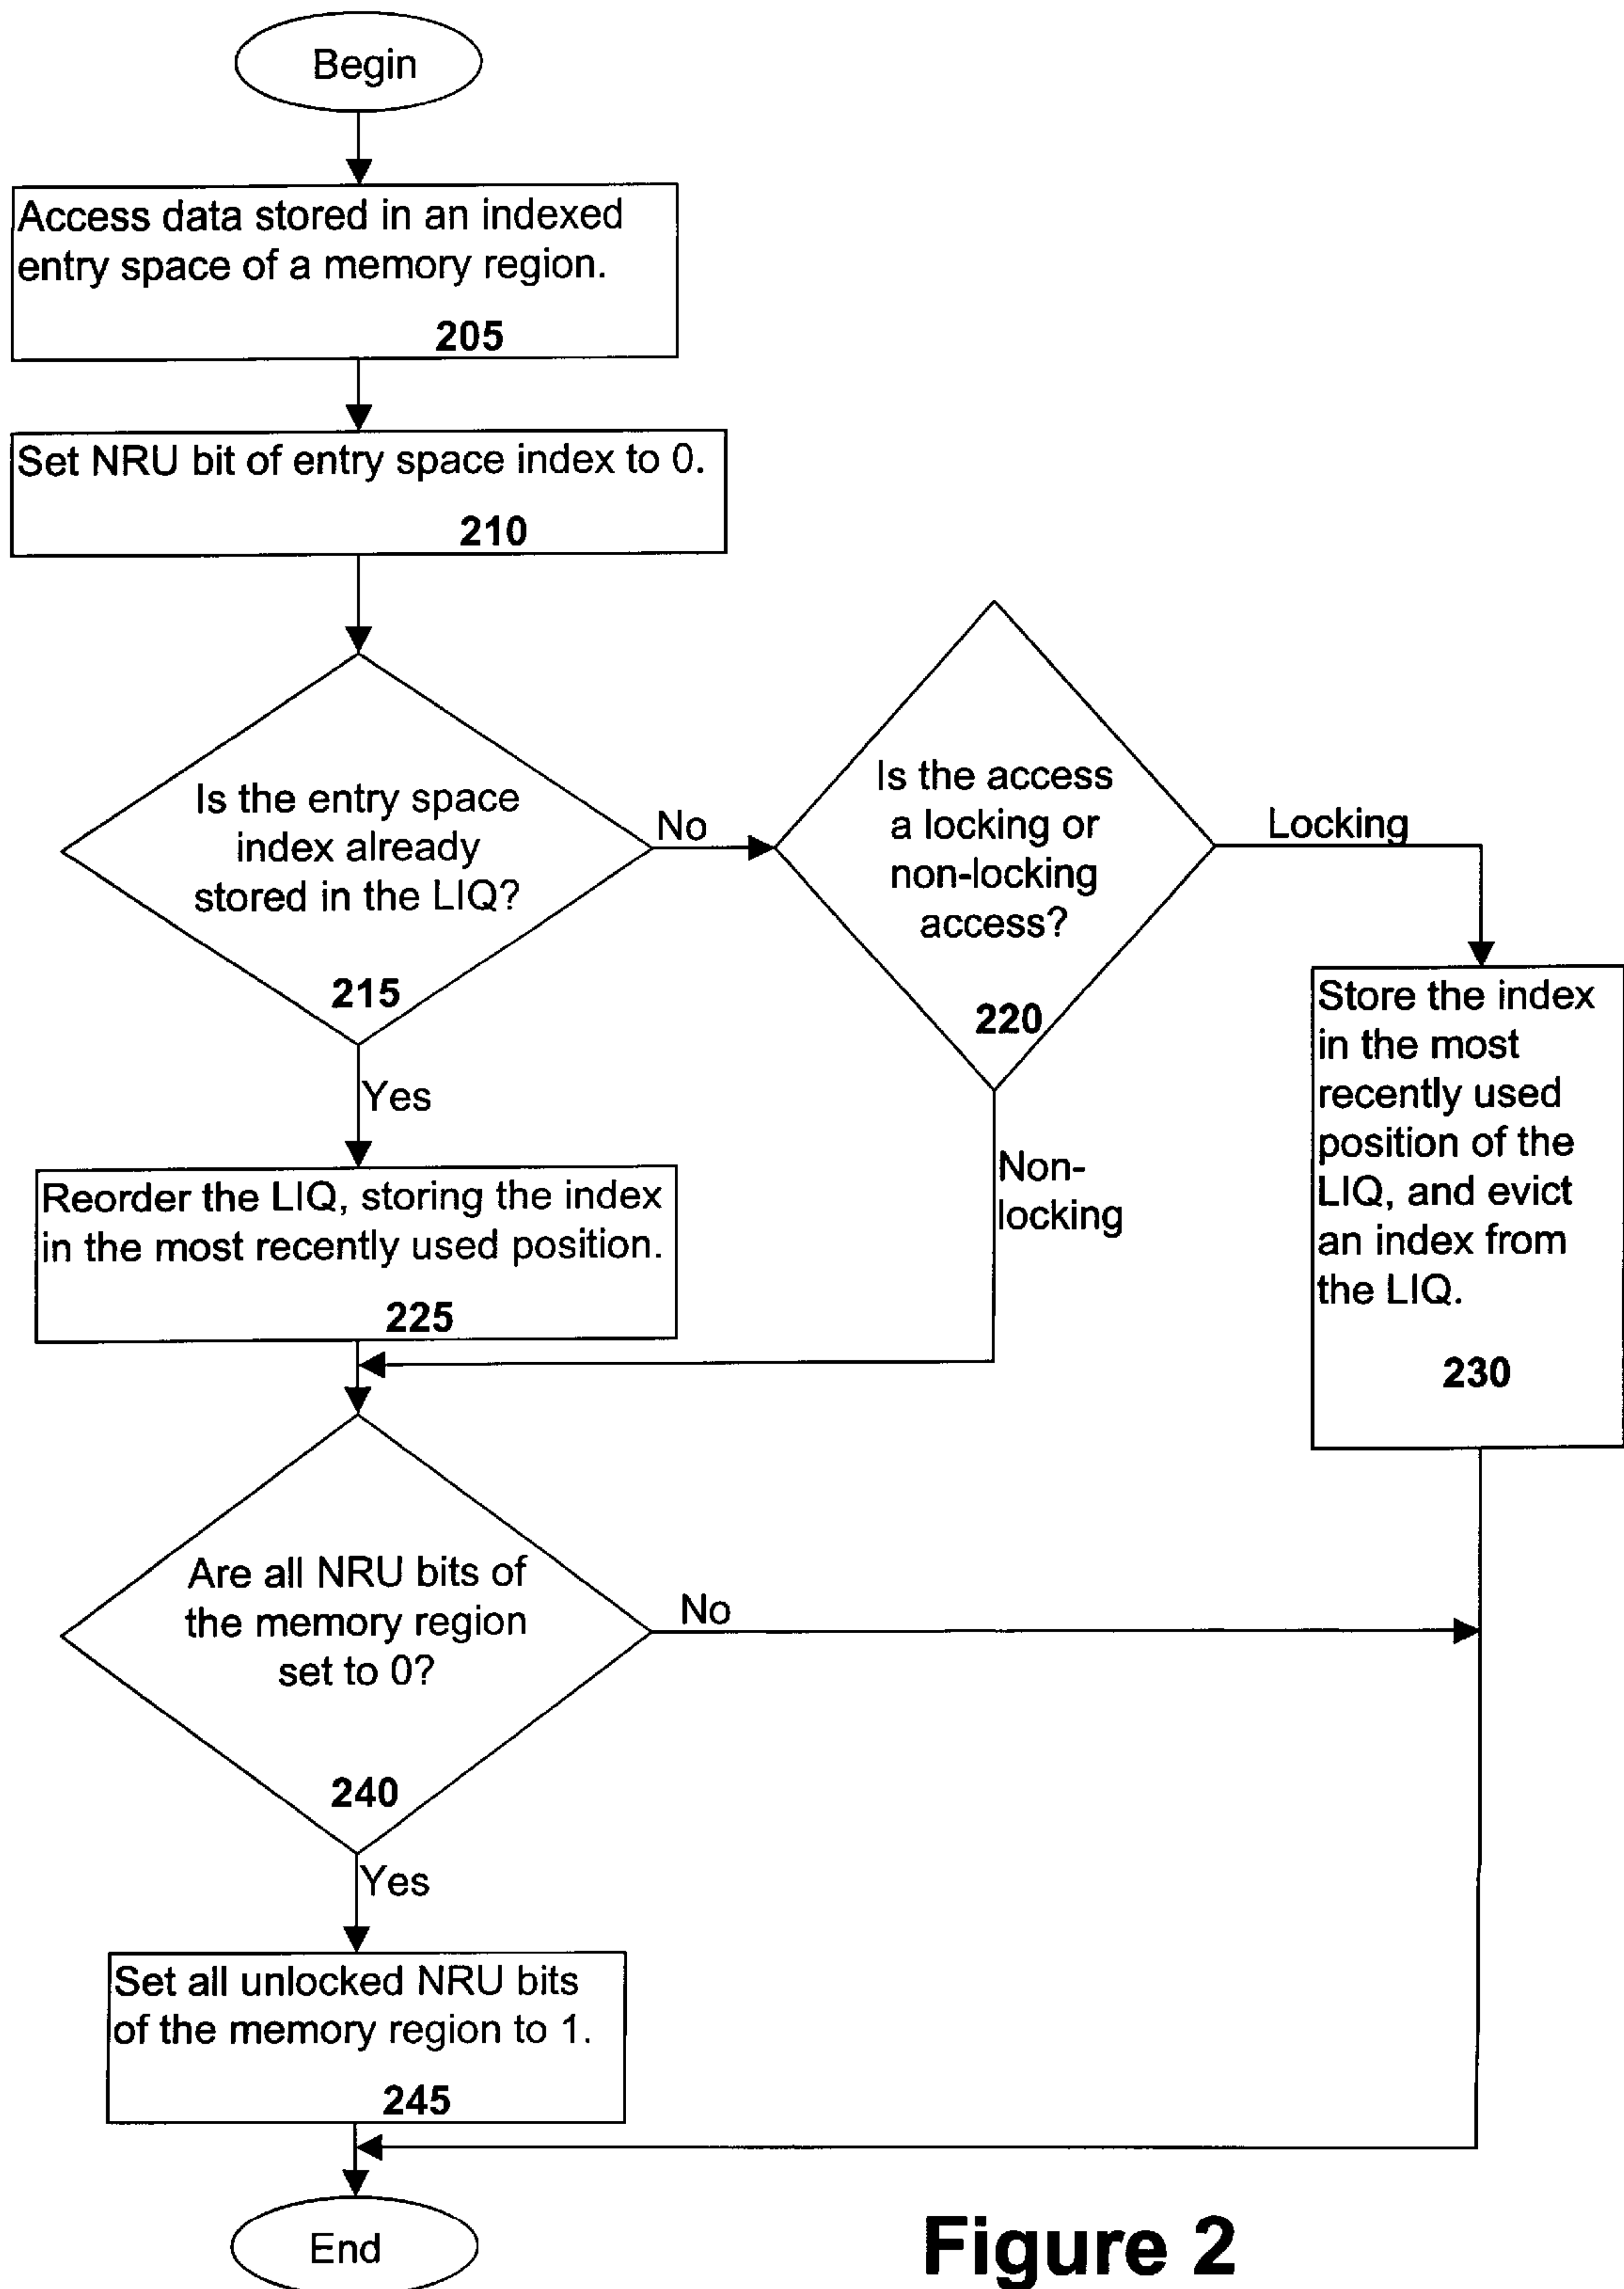 Begin
Access data stored in an indexed
entry space of a memory region.
205
Set NRU bit of entry space index to 0.
210
Is the entry space
index already
stored in the LIQ?
215
No
Is the access
a locking or
non-locking
access?
220
Locking
Store the index
in the most
recently used
position of the
LIQ, and evict
an index from
the LIQ.
230
Yes
Non-
locking
Reorder the LIQ, storing the index
in the most recently used position.
225
Are all NRU bits of
the memory region
set to 0?
240
No
Yes
Set all unlocked NRU bits
of the memory region to 1.
245
End
Figure 2